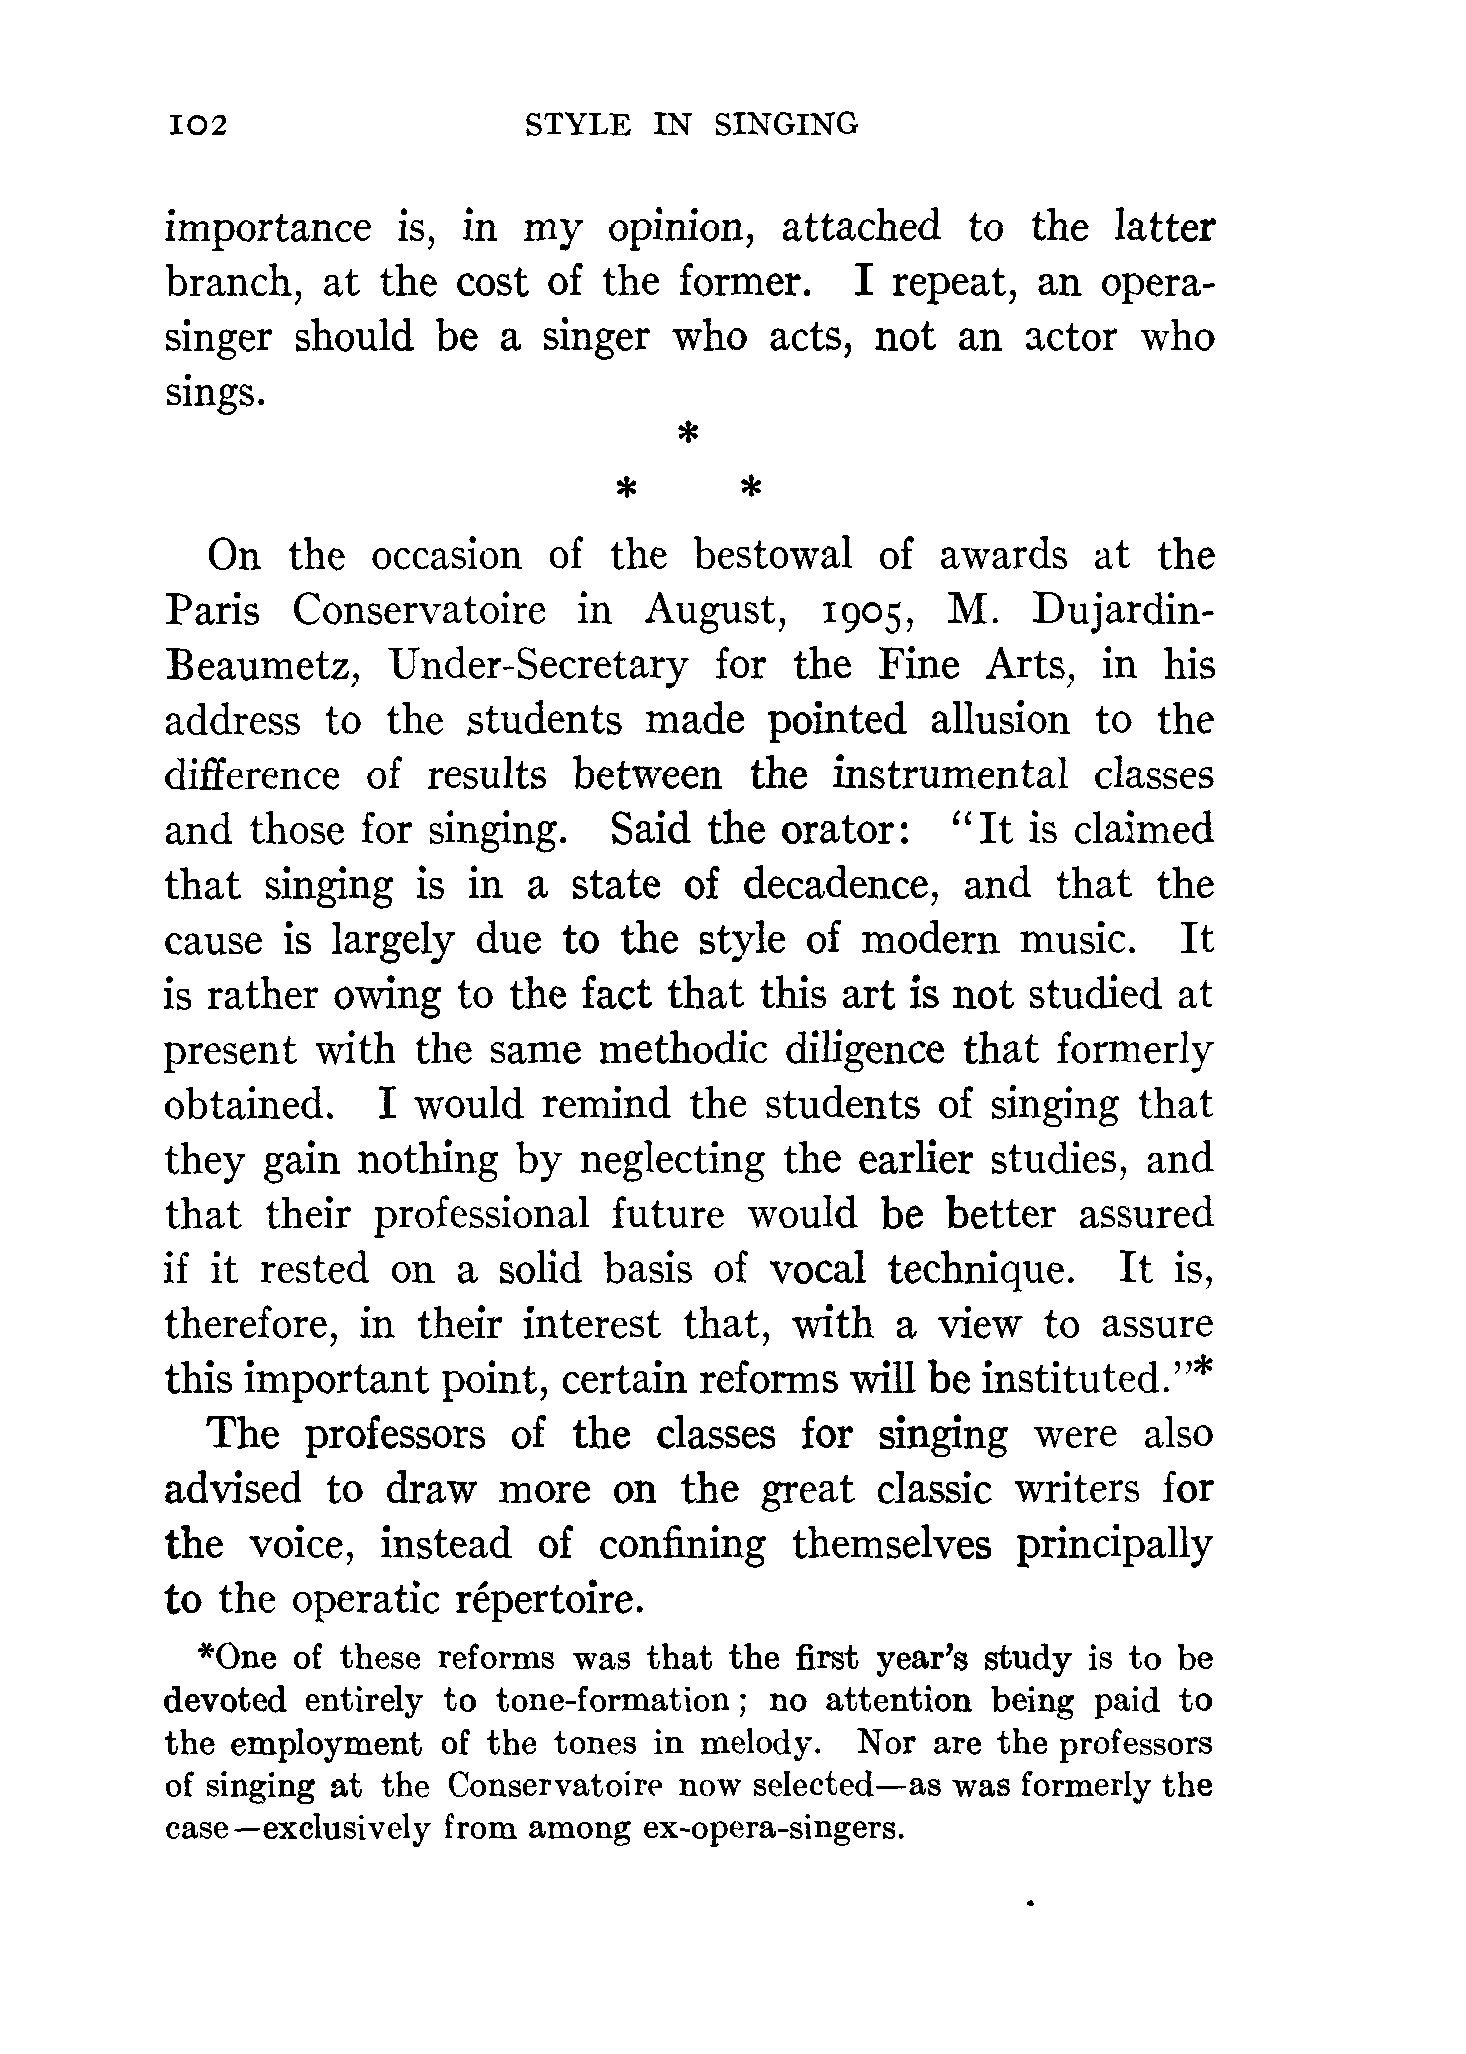 102 STYLE IN SINGING
importance is, in my opinion, attached to the latter
branch, at the cost of the former. I repeat, an opera-
singer should be a singer who acts, not an actor who
sings.
*
* *
On the occasion of the bestowal of awards at the
Paris Conservatoire in August, 1905, M. Dujardin-
Beaumetz, Under-Secretary for the Fine Arts, in his
address to the students made pointed allusion to the
difference of results between the instrumental classes
and those for singing. Said the orator: "It is claimed
that singing is in a state of decadence, and that the
cause is largely due to the style of modern music. It
is rather owing to the fact that this art is not studied at
present with the same methodic diligence that formerly
obtained. I would remind the students of singing that
they gain nothing by neglecting the earlier studies, and
that their professional future would be better assured
if it rested on a solid basis of vocal technique. It is,
therefore, in their interest that, with a view to assure
this important point, certain reforms will be instituted."*
The professors of the classes for singing were also
advised to draw more on the great classic writers for
the voice, instead of confining themselves principally
to the operatic répertoire.
*One of these reforms was that the first year's study is to be
devoted entirely to tone-formation; no attention being paid to
the employment of the tones in melody. Nor are the professors
of singing at the Conservatoire now selected—as was formerly the
case—exclusively from among ex-opera-singers.